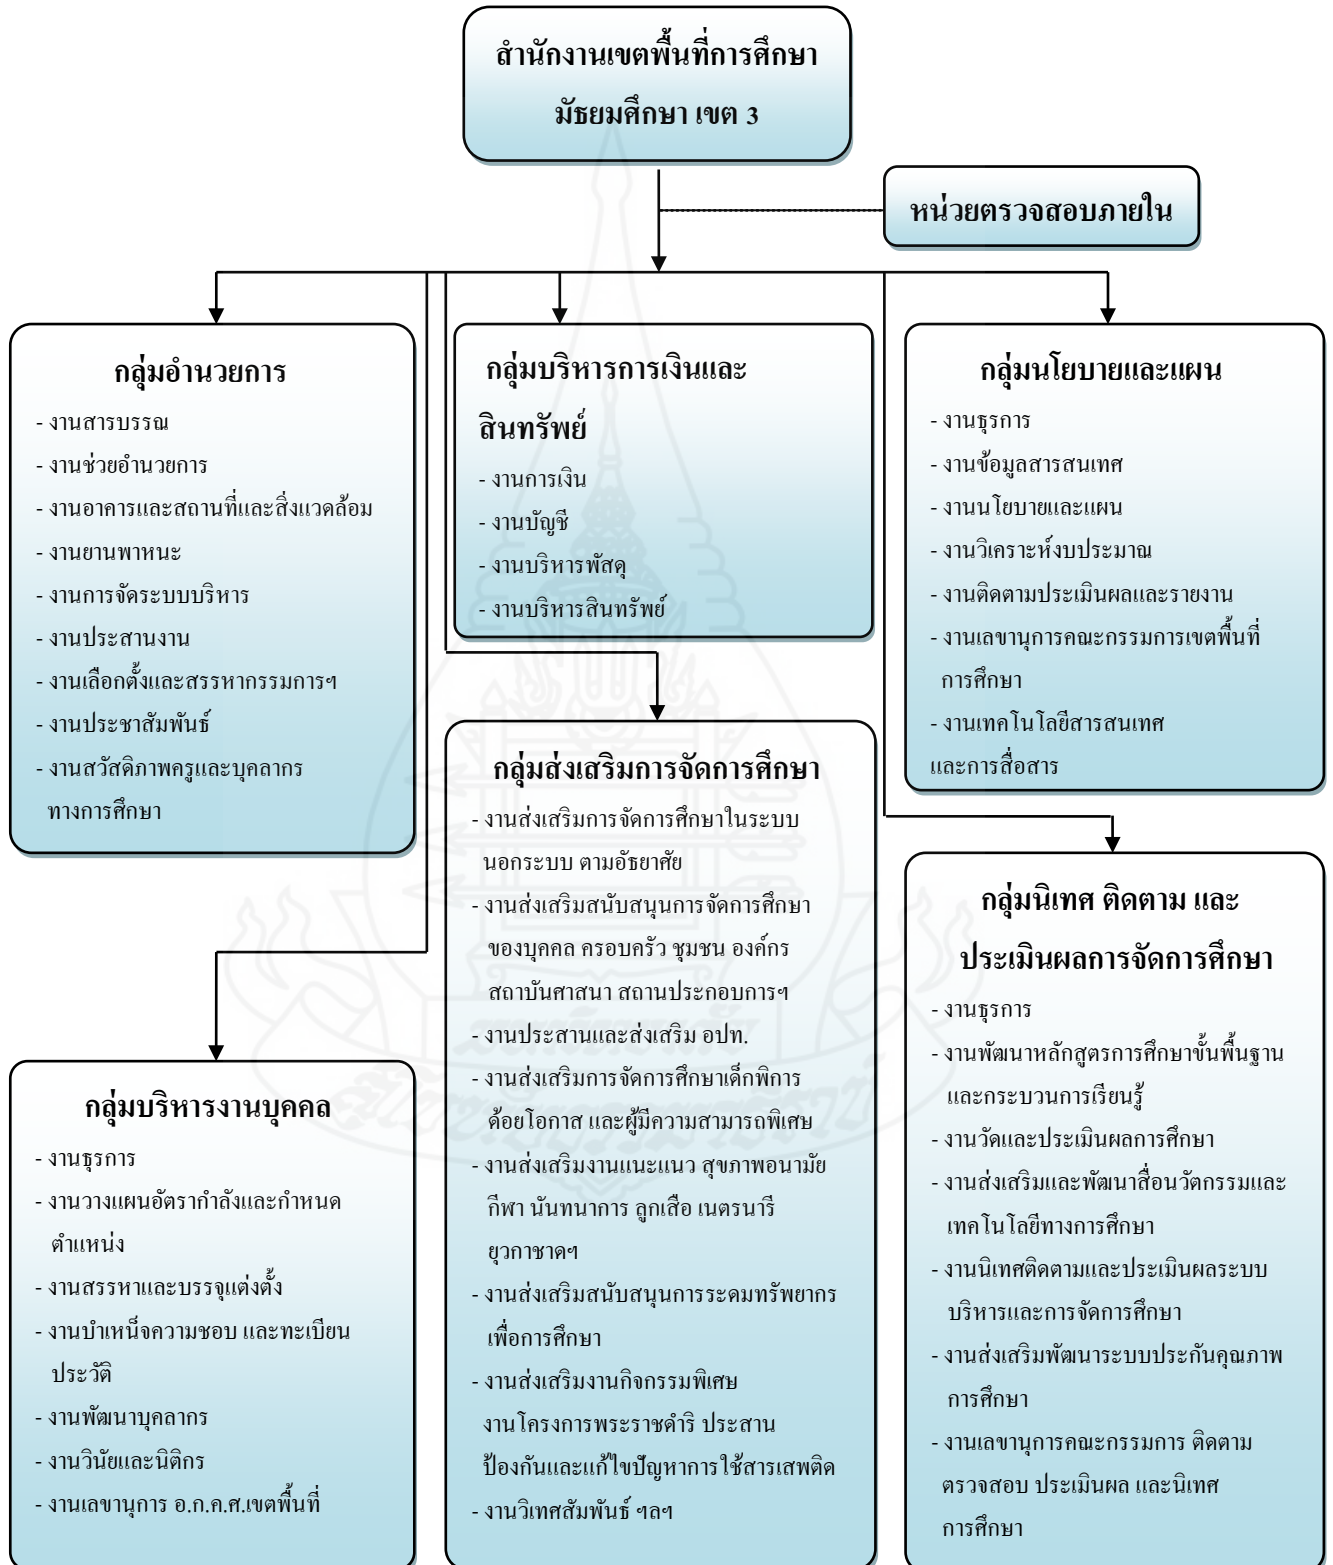 สำนักงานเขตพื้นที่การศึกษา
มัธยมศึกษา เขต 3
หน่วยตรวจสอบภายใน
กลุ่มอำนวยการ
- งานสารบรรณ
- งานช่วยอำนวยการ
- งานอาคารและสถานที่และสิ่งแวดล้อม
- งานยานพาหนะ
- งานการจัดระบบบริหาร
- งานประสานงาน
- งานเลือกตั้งและสรรหากรรมการฯ
- งานประชาสัมพันธ์
- งานสวัสดิภาพครูและบุคลากร
ทางการศึกษา
กลุ่มบริหารการเงินและ
สินทรัพย์
- งานการเงิน
- งานบัญชี
- งานบริหารพัสดุ
- งานบริหารสินทรัพย์
กลุ่มนโยบายและแผน
- งานธุรการ
- งานข้อมูลสารสนเทศ
- งานนโยบายและแผน
- งานวิเคราะห์งบประมาณ
- งานติดตามประเมินผลและรายงาน
- งานเลขานุการคณะกรรมการเขตพื้นที่
การศึกษา
- งานเทคโนโลยีสารสนเทศ
และการสื่อสาร
กลุ่มบริหารงานบุคคล
- งานธุรการ
- งานวางแผนอัตรากำลังและกำหนด
ตำแหน่ง
- งานสรรหาและบรรจุแต่งตั้ง
- งานบำเหน็จความชอบ และทะเบียน
ประวัติ
- งานพัฒนาบุคลากร
- งานวินัยและนิติกร
- งานเลขานุการ อ.ก.ค.ศ.เขตพื้นที่
กลุ่มส่งเสริมการจัดการศึกษา
- งานส่งเสริมการจัดการศึกษาในระบบ
นอกระบบ ตามอัธยาศัย
- งานส่งเสริมสนับสนุนการจัดการศึกษา
ของบุคคล ครอบครัว ชุมชน องค์กร
สถาบันศาสนา สถานประกอบการฯ
- งานประสานและส่งเสริม อปท.
- งานส่งเสริมการจัดการศึกษาเด็กพิการ
ด้อยโอกาส และผู้มีความสามารถพิเศษ
- งานส่งเสริมงานแนะแนว สุขภาพอนามัย
กีฬา นันทนาการ ลูกเสือ เนตรนารี
ยุวกาชาดฯ
- งานส่งเสริมสนับสนุนการระดมทรัพยากร
เพื่อการศึกษา
- งานส่งเสริมงานกิจกรรมพิเศษ
งานโครงการพระราชดำริ ประสาน
ป้องกันและแก้ไขปัญหาการใช้สารเสพติด
- งานวิเทศสัมพันธ์ ฯลฯ
กลุ่มนิเทศ ติดตาม และ
ประเมินผลการจัดการศึกษา
- งานธุรการ
- งานพัฒนาหลักสูตรการศึกษาขั้นพื้นฐาน
และกระบวนการเรียนรู้
- งานวัดและประเมินผลการศึกษา
- งานส่งเสริมและพัฒนาสื่อนวัตกรรมและ
เทคโนโลยีทางการศึกษา
- งานนิเทศติดตามและประเมินผลระบบ
บริหารและการจัดการศึกษา
- งานส่งเสริมพัฒนาระบบประกันคุณภาพ
การศึกษา
- งานเลขานุการคณะกรรมการ ติดตาม
ตรวจสอบ ประเมินผล และนิเทศ
การศึกษา